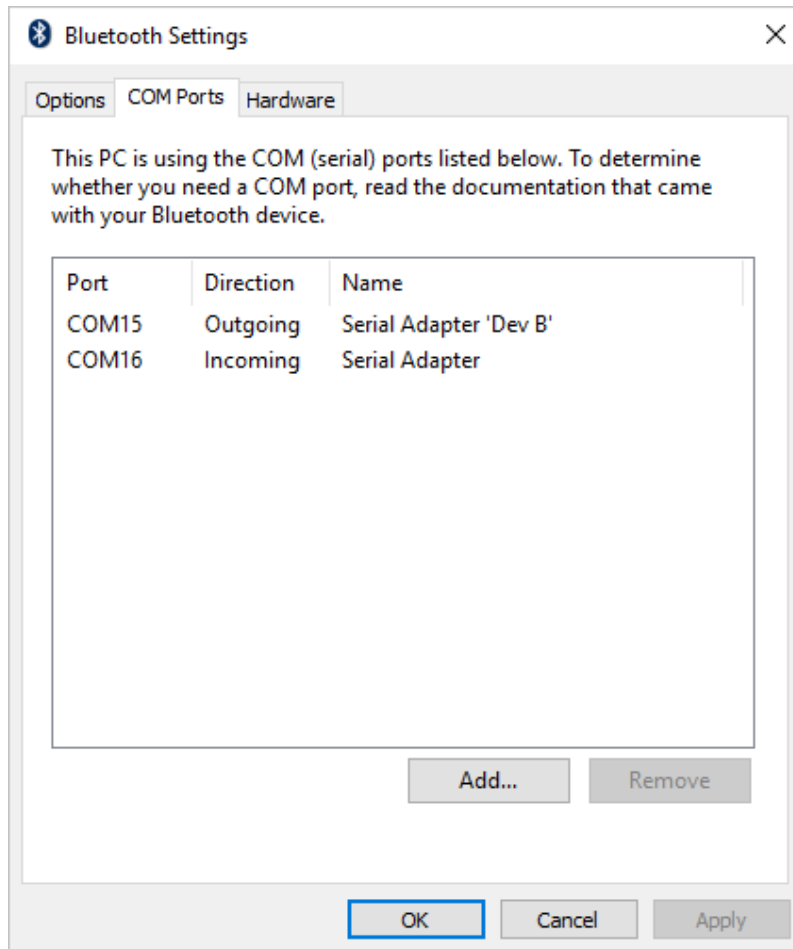 Bluetooth Settings
Options COM Ports Hardware
This PC is using the COM (serial) ports listed below. To determine
whether you need a COM port, read the documentation that came
with your Bluetooth device.
Port Direction Name
COM15 Outgoing Serial Adapter 'Dev B'
COM16 Incoming Serial Adapter
Add... Remove
OK Cancel Apply